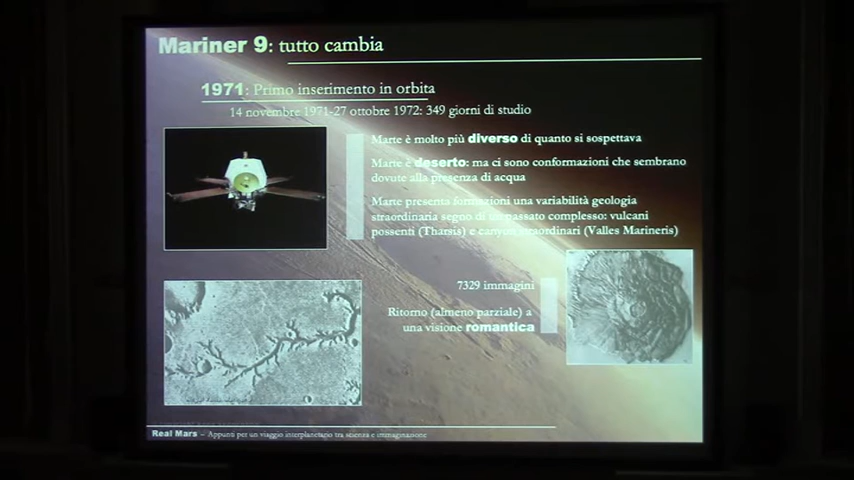 Mariner 9: tutto cambia
1971: Primo inserimento in orbita
14 novembre 1971-27 ottobre 1972: 349 giorni di studio
Marte è molto più diverso di quanto si sospettava
Marte è deserto: ma ci sono conformazioni che sembrano
dovute alla presenza di acqua
Marte presenta formazioni una variabilità geologia
straordinaria segno di un passato complesso: vulcani
possenti (Tharsis) e canyon straordinari (Valles Marineris)
7329 immagini
Ritorno (almeno parziale) a
una visione romantica
Real Mars – Appunti per un viaggio interplanetario tra scienza e immaginazione